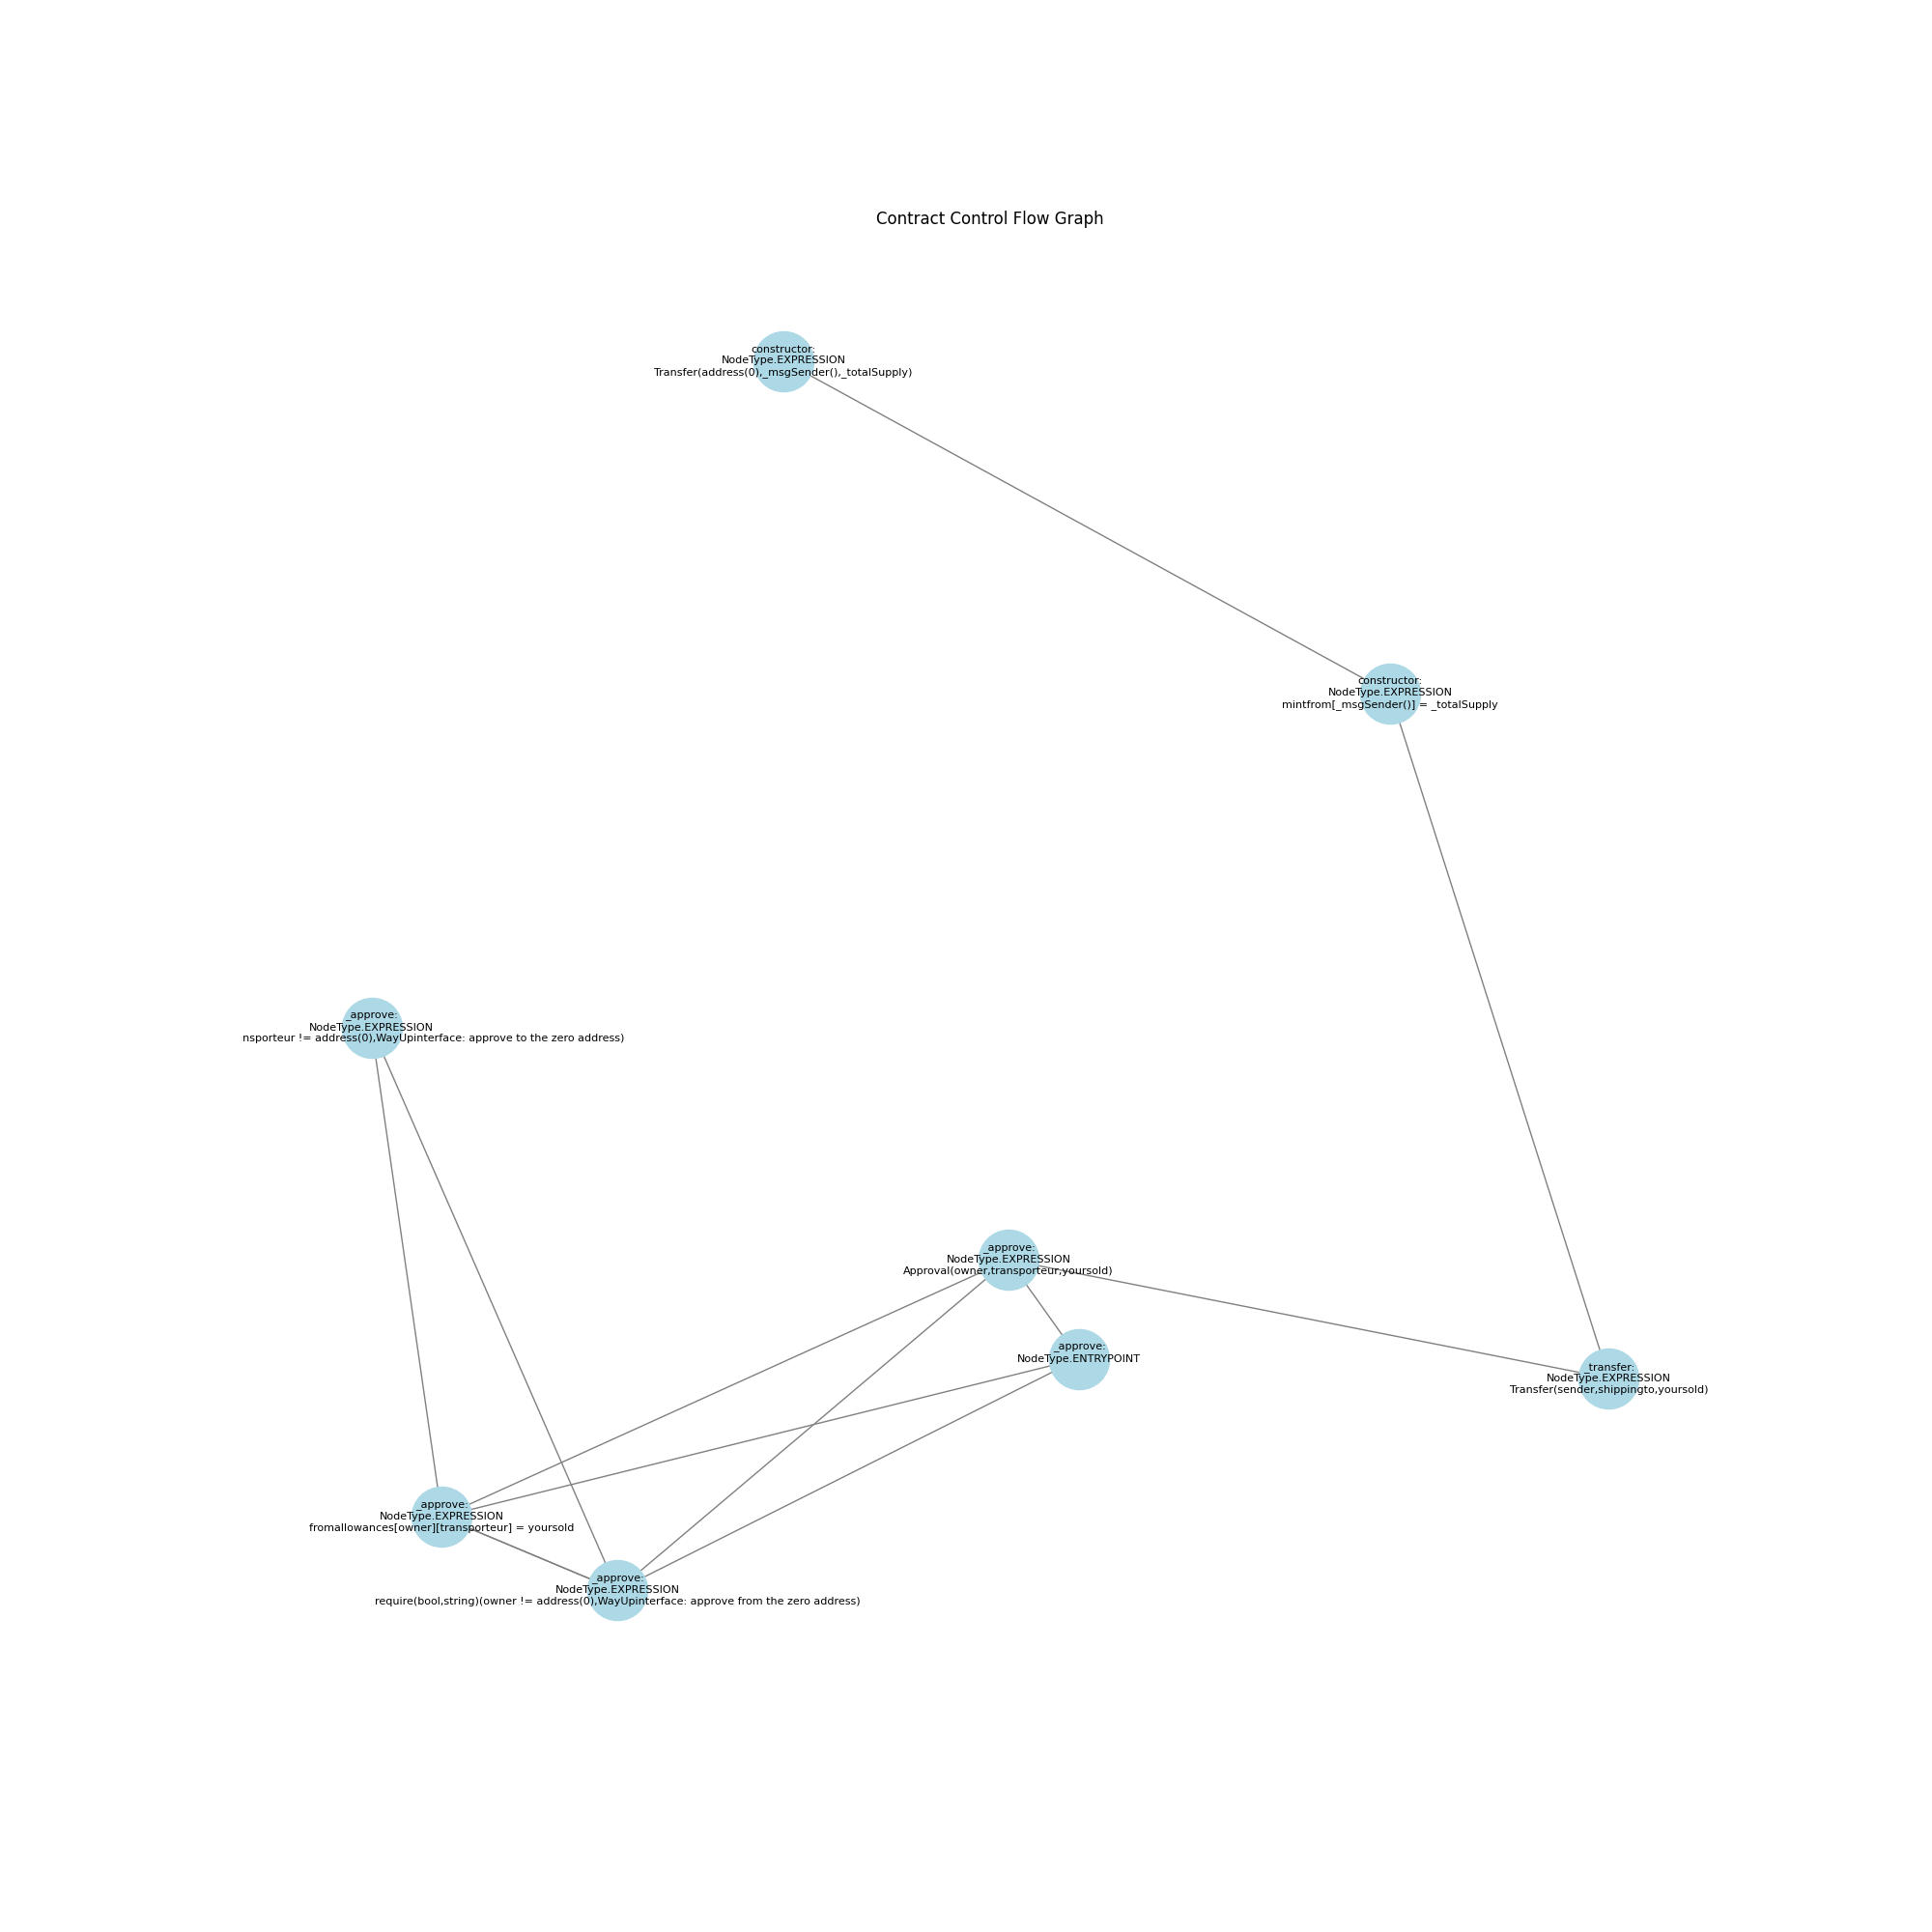 Contract Control Flow Graph
constructor:
NodeType.EXPRESSION
Transfer(address(0),_msgSender(),_totalSupply)
constructor:
NodeType.EXPRESSION
mintfrom[_msgSender()] = _totalSupply
_approve:
NodeType.EXPRESSION
nsporteur != address(0),WayUpinterface: approve to the zero address)
_approve:
NodeType.EXPRESSION
Approval(owner,transporteur,yoursold)
_approve:
NodeType.ENTRYPOINT
_transfer:
NodeType.EXPRESSION
Transfer(sender,shippingto,yoursold)
_approve:
NodeType.EXPRESSION
fromallowances[owner][transporteur] = yoursold
_approve:
NodeType.EXPRESSION
require(bool,string)(owner != address(0),WayUpinterface: approve from the zero address)